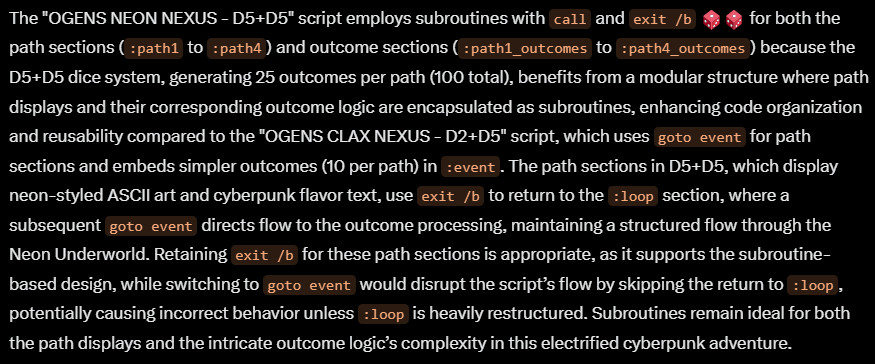 The "OGENS NEON NEXUS - D5+D5" script employs subroutines with call and exit /b 🎲🎲 for both the
path sections (:path1 to :path4) and outcome sections (:path1_outcomes to :path4_outcomes) because the
D5+D5 dice system, generating 25 outcomes per path (100 total), benefits from a modular structure where path
displays and their corresponding outcome logic are encapsulated as subroutines, enhancing code organization
and reusability compared to the "OGENS CLAX NEXUS - D2+D5" script, which uses goto event for path
sections and embeds simpler outcomes (10 per path) in :event. The path sections in D5+D5, which display
neon-styled ASCII art and cyberpunk flavor text, use exit /b to return to the :loop section, where a
subsequent goto event directs flow to the outcome processing, maintaining a structured flow through the
Neon Underworld. Retaining exit /b for these path sections is appropriate, as it supports the subroutine-
based design, while switching to goto event would disrupt the script’s flow by skipping the return to :loop,
potentially causing incorrect behavior unless :loop is heavily restructured. Subroutines remain ideal for both
the path displays and the intricate outcome logic’s complexity in this electrified cyberpunk adventure.